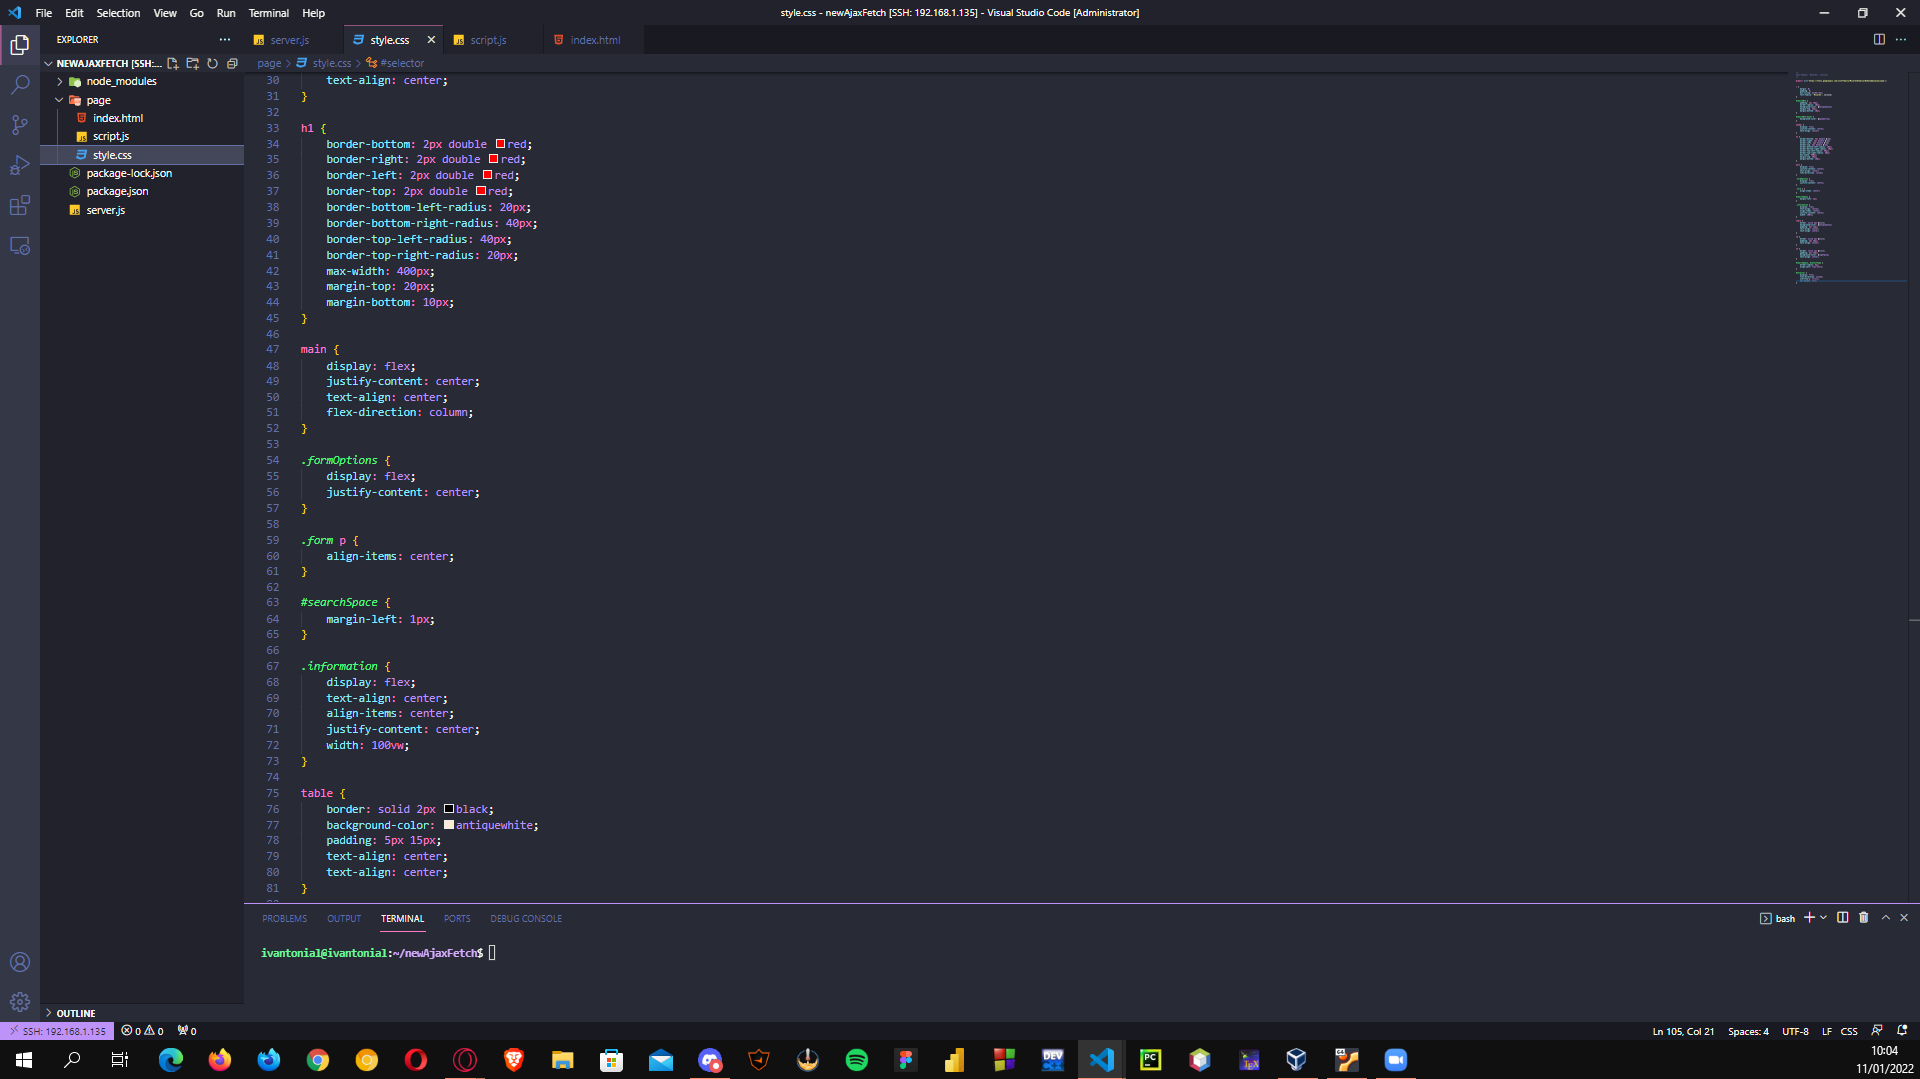 File Edit Selection View Go Run Terminal Help
style.css - newAjaxFetch [SSH: 192.168.1.135] - Visual Studio Code [Administrator]
EXPLORER
server.js
style.css
script.js
index.html
NEWAJAXFETCH [SSH:...
page > style.css > #selector
node_modules
page
index.html
script.js
style.css
package-lock.json
package.json
server.js
30 text-align: center;
31 }
32
33 h1 {
34 border-bottom: 2px double red;
35 border-right: 2px double red;
36 border-left: 2px double red;
37 border-top: 2px double red;
38 border-bottom-left-radius: 20px;
39 border-bottom-right-radius: 40px;
40 border-top-left-radius: 40px;
41 border-top-right-radius: 20px;
42 max-width: 400px;
43 margin-top: 20px;
44 margin-bottom: 10px;
45 }
46
47 main {
48 display: flex;
49 justify-content: center;
50 text-align: center;
51 flex-direction: column;
52 }
53
54 .formOptions {
55 display: flex;
56 justify-content: center;
57 }
58
59 .form p {
60 align-items: center;
61 }
62
63 #searchSpace {
64 margin-left: 1px;
65 }
66
67 .information {
68 display: flex;
69 text-align: center;
70 align-items: center;
71 justify-content: center;
72 width: 100vw;
73 }
74
75 table {
76 border: solid 2px black;
77 background-color: antiquewhite;
78 padding: 5px 15px;
79 text-align: center;
80 text-align: center;
81 }
PROBLEMS OUTPUT TERMINAL PORTS DEBUG CONSOLE
bash
ivantonial@ivantonial:~/newAjaxFetch$
OUTLINE
SSH: 192.168.1.135
0 0
0
Ln 105, Col 21
Spaces: 4
UTF-8
LF
CSS
10:04
11/01/2022